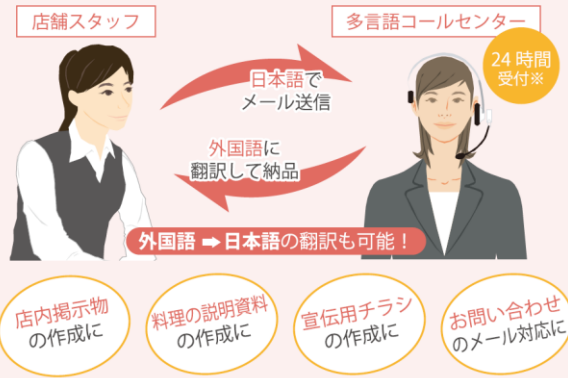 店舗スタッフ
多言語コールセンター
24時間
受付※
日本語で
メール送信
外国語に
翻訳して納品
外国語➡日本語の翻訳も可能！
店内掲示物
の作成に
料理の説明資料
の作成に
宣伝用チラシ
の作成に
お問い合わせ
のメール対応に